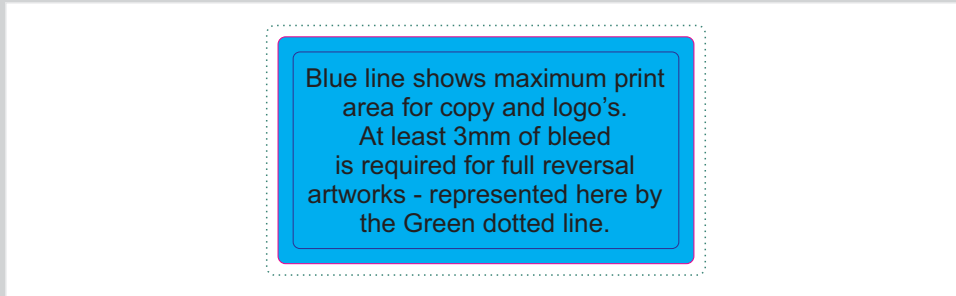 Blue line shows maximum print
area for copy and logo’s.
At least 3mm of bleed
is required for full reversal
artworks - represented here by
the Green dotted line.